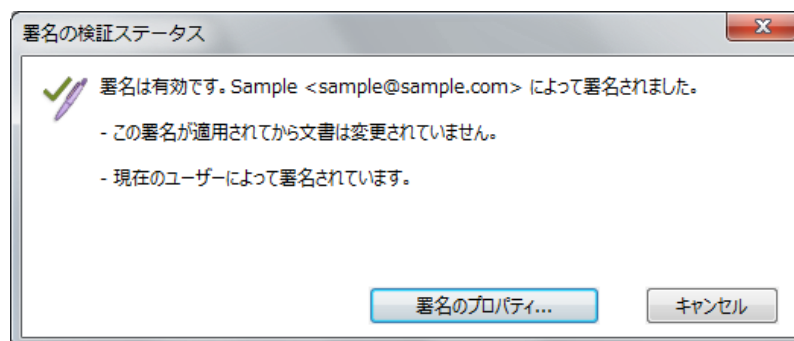 署名の検証ステータス
署名は有効です。Sample <sample@sample.com> によって署名されました。
- この署名が適用されてから文書は変更されていません。
- 現在のユーザーによって署名されています。
署名のプロパティ... キャンセル